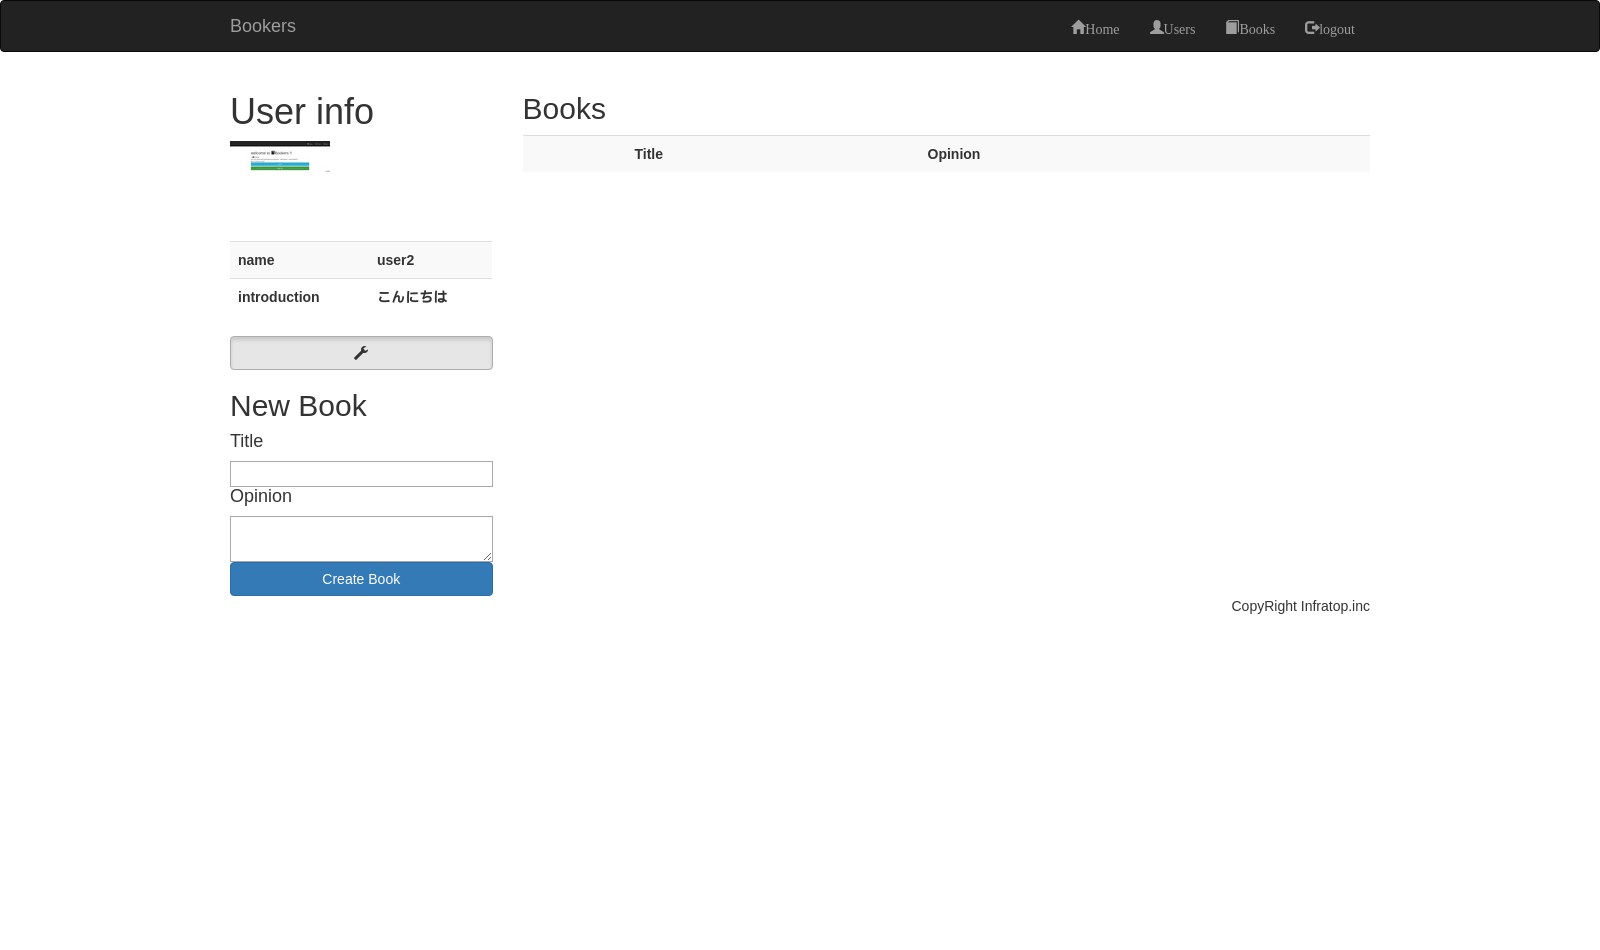 Bookers
Home Users Books logout
User info
name user2
introduction こんにちは
New Book
Title
Opinion
Create Book
Books
Title Opinion
CopyRight Infratop.inc